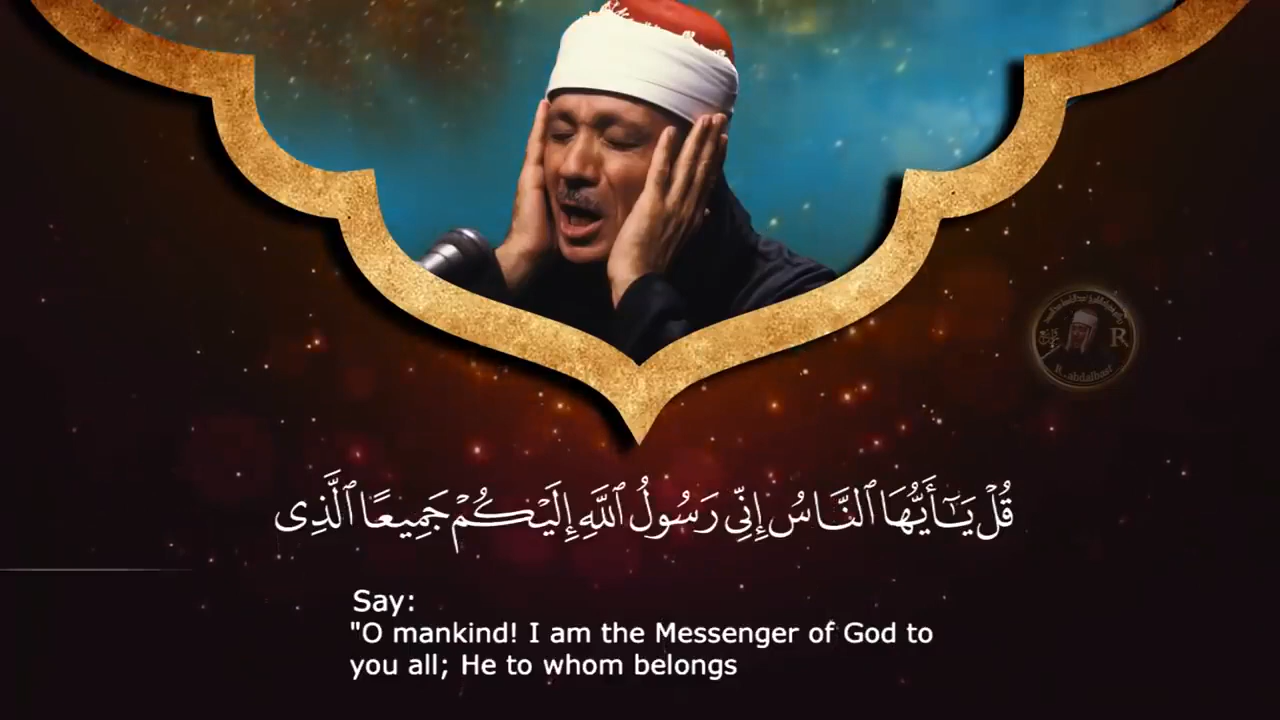 R
R . abdalbast
قُلْ يَـٰٓأَيُّهَا ٱلنَّاسُ إِنِّى رَسُولُ ٱللَّهِ إِلَيْكُمْ جَمِيعًا ٱلَّذِى
Say:
"O mankind! I am the Messenger of God to
you all; He to whom belongs